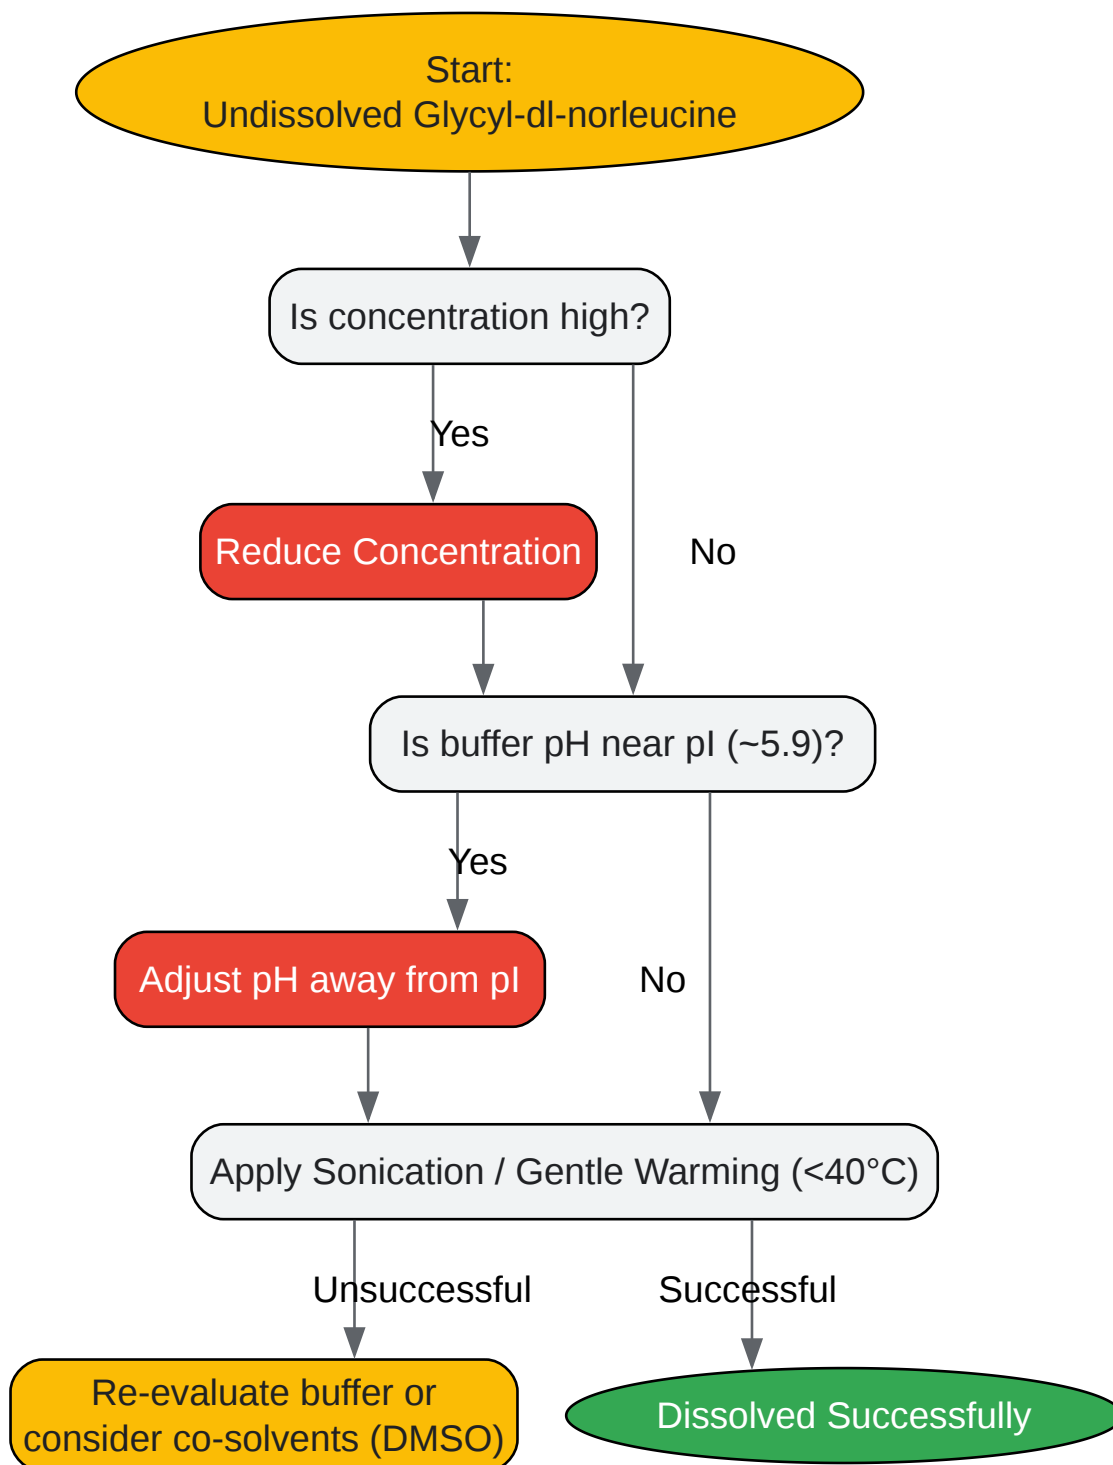 Start:
Undissolved Glycyl-dl-norleucine
Is concentration high?
Yes
Reduce Concentration
No
Is buffer pH near pI (~5.9)?
Yes
Adjust pH away from pI
No
Apply Sonication / Gentle Warming (<40°C)
Unsuccessful
Successful
Re-evaluate buffer or
consider co-solvents (DMSO)
Dissolved Successfully